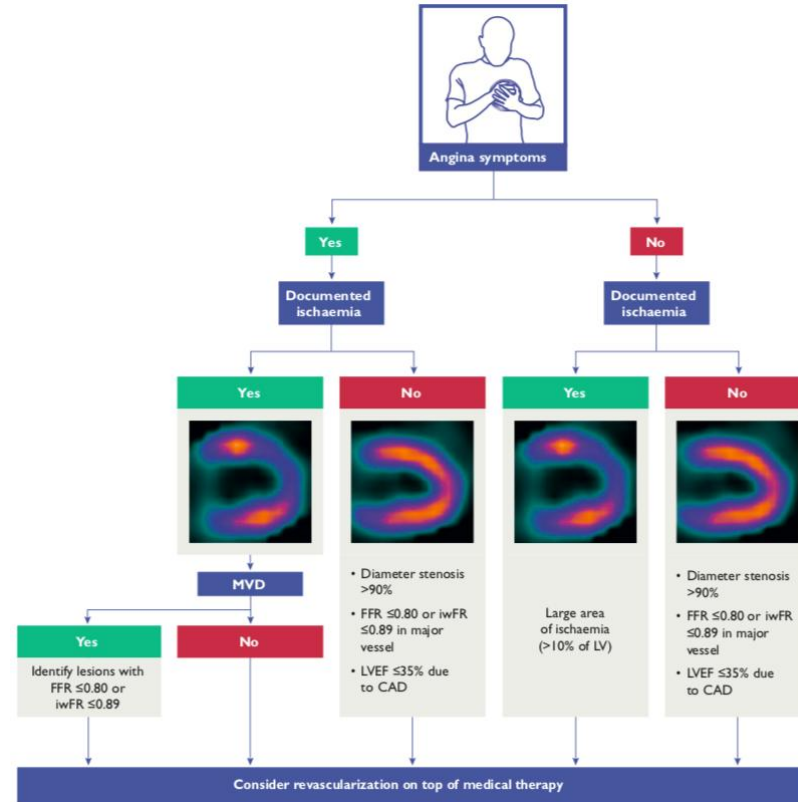 Angina symptoms
Yes
No
Documented
ischaemia
Documented
ischaemia
Yes
No
Yes
No
MVD
Yes
Identify lesions with
FFR ≤0.80 or
iwFR ≤0.89
No
• Diameter stenosis
>90%
• FFR ≤0.80 or iwFR
≤0.89 in major
vessel
• LVEF ≤35% due
to CAD
Large area
of ischaemia
(>10% of LV)
• Diameter stenosis
>90%
• FFR ≤0.80 or iwFR
≤0.89 in major
vessel
• LVEF ≤35% due
to CAD
Consider revascularization on top of medical therapy